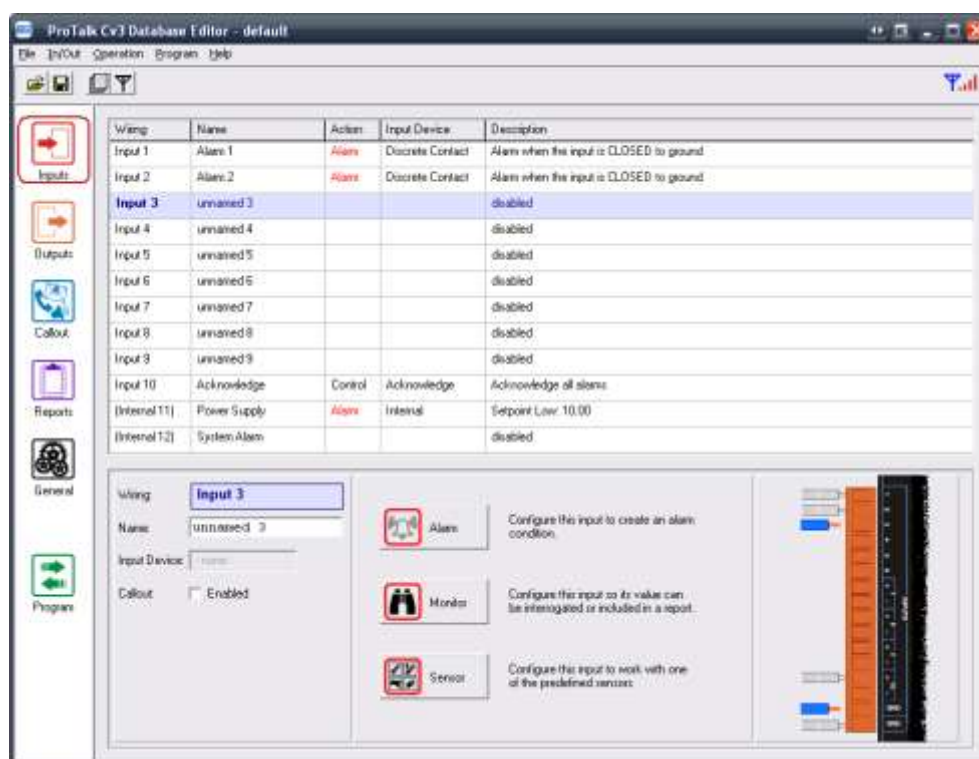 ProTalk Cv3 Database Editor - default
File In/Out Operation Program Help
Wiring Name Action Input Device Description
Input 1 Alarm 1 Alarm Discrete Contact Alarm when the input is CLOSED to ground
Input 2 Alarm 2 Alarm Discrete Contact Alarm when the input is CLOSED to ground
Input 3 unnamed 3 disabled
Input 4 unnamed 4 disabled
Input 5 unnamed 5 disabled
Input 6 unnamed 6 disabled
Input 7 unnamed 7 disabled
Input 8 unnamed 8 disabled
Input 9 unnamed 9 disabled
Input 10 Acknowledge Control Acknowledge Acknowledge all alarms
(Internal 11) Power Supply Alarm Internal Setpoint Low: 10.00
(Internal 12) System Alarm disabled
Inputs
Outputs
Callout
Reports
General
Program
Wiring Input 3
Name: unnamed 3
Input Device: none
Callout Enabled
Alarm Configure this input to create an alarm
condition.
Monitor Configure this input so its value can
be interrogated or included in a report.
Sensor Configure this input to work with one
of the predefined sensors